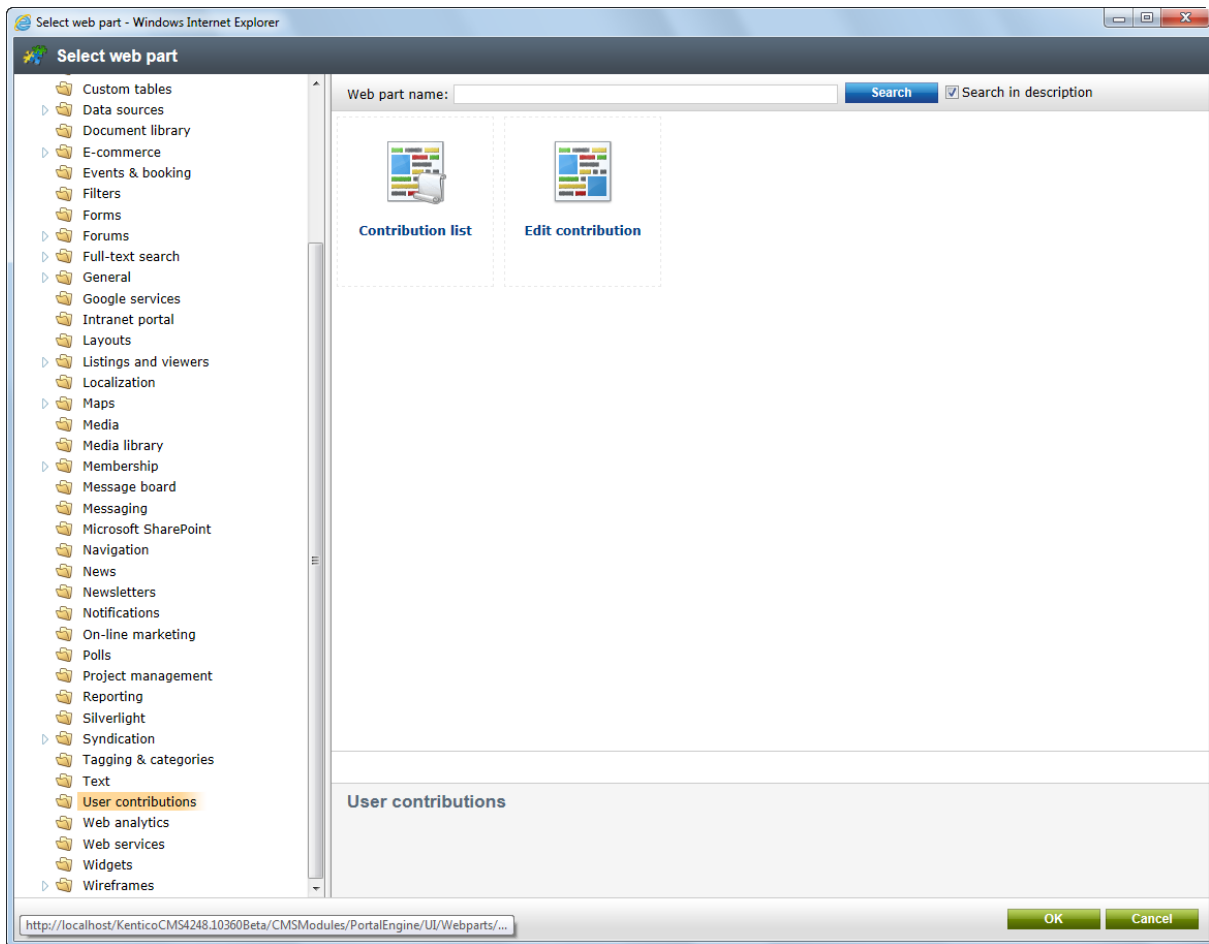 Select web part - Windows Internet Explorer
Select web part
Custom tables
Data sources
Document library
E-commerce
Events & booking
Filters
Forms
Forums
Full-text search
General
Google services
Intranet portal
Layouts
Listings and viewers
Localization
Maps
Media
Media library
Membership
Message board
Messaging
Microsoft SharePoint
Navigation
News
Newsletters
Notifications
On-line marketing
Polls
Project management
Reporting
Silverlight
Syndication
Tagging & categories
Text
User contributions
Web analytics
Web services
Widgets
Wireframes
Web part name: Search Search in description
Contribution list Edit contribution
User contributions
http://localhost/KenticoCMS4248.10360Beta/CMSModules/PortalEngine/UI/Webparts/...
OK Cancel